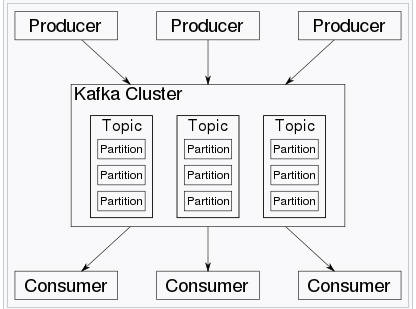 Producer Producer Producer
Kafka Cluster
Topic Topic Topic
Partition Partition Partition
Partition Partition Partition
Partition Partition Partition
Consumer Consumer Consumer